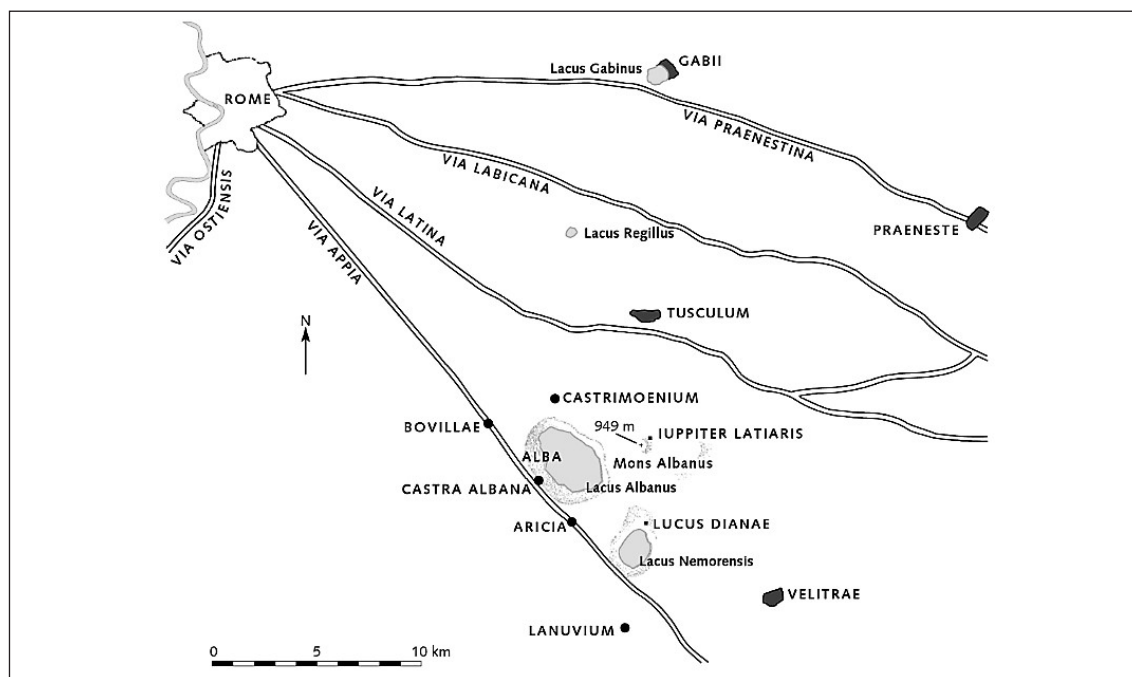 GABII
Lacus Gabinus
ROME
VIA PRAENESTINA
VIA LABICANA
VIA LATINA
VIA OSTIENSIS
VIA APPIA
Lacus Regillus
PRAENESTE
TUSCULUM
N
CASTRIMOENIUM
BOVILLAE
949 m
IUPPITER LATIARIS
ALBA
Mons Albanus
CASTRA ALBANA
Lacus Albanus
ARICIA
LUCUS DIANAE
Lacus Nemorensis
VELITRAE
LANUVIUM
0 5 10 km